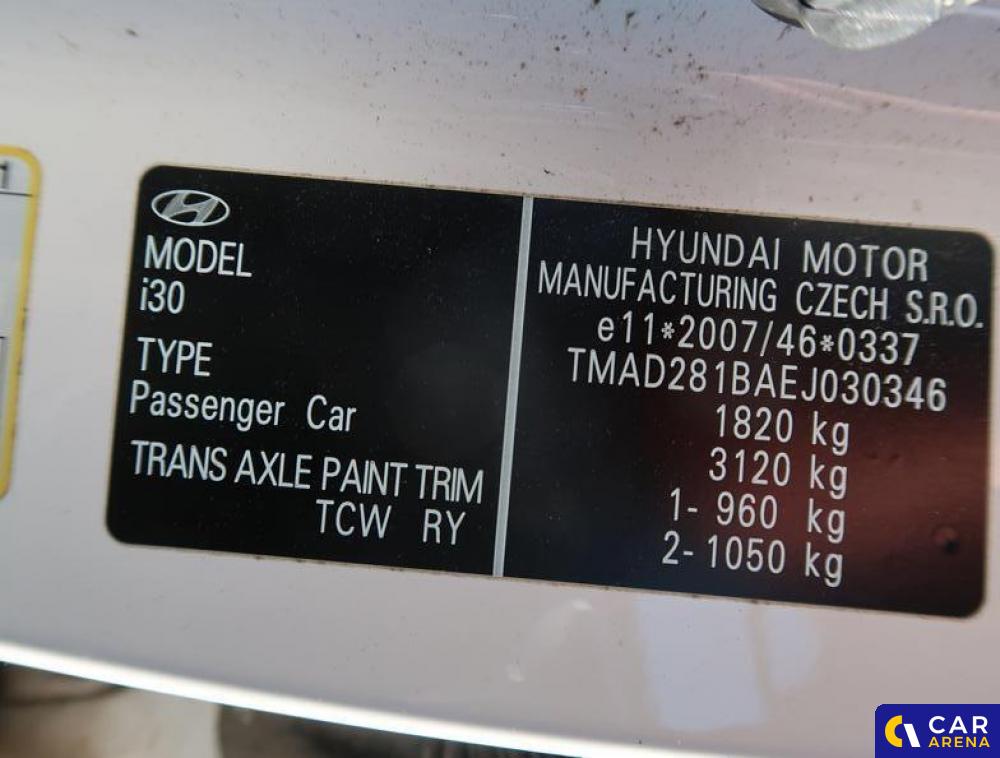 1
MODEL
i30
TYPE
Passenger Car
TRANS AXLE PAINT TRIM
TCW RY
HYUNDAI MOTOR
MANUFACTURING CZECH S.R.O.
e11*2007/46*0337
TMAD281BAEJ030346
1820 kg
3120 kg
1- 960 kg
2- 1050 kg
CAR
ARENA